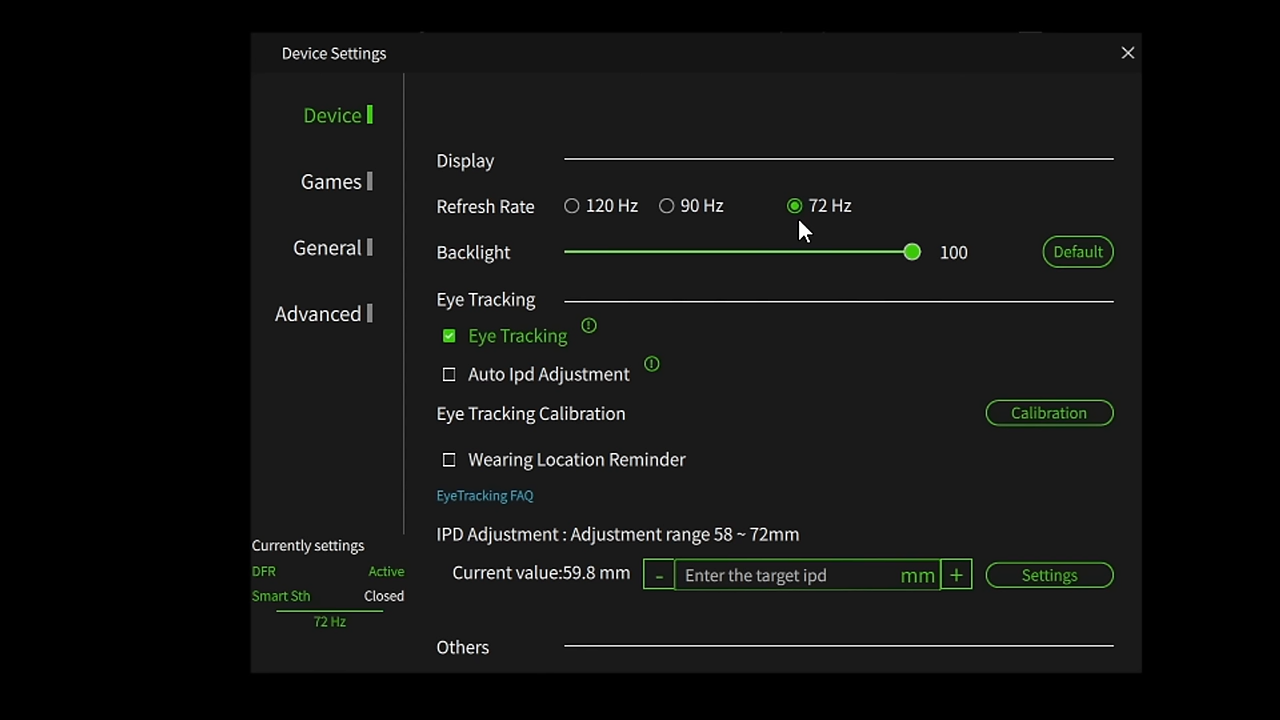 Device Settings
Device
Games
General
Advanced
Display
Refresh Rate 120 Hz 90 Hz 72 Hz
Backlight 100 Default
Eye Tracking
Eye Tracking
Auto Ipd Adjustment
Eye Tracking Calibration Calibration
Wearing Location Reminder
EyeTracking FAQ
IPD Adjustment : Adjustment range 58 ~ 72mm
Current value:59.8 mm - Enter the target ipd mm + Settings
Others
Currently settings
DFR Active
Smart Sth Closed
72 Hz